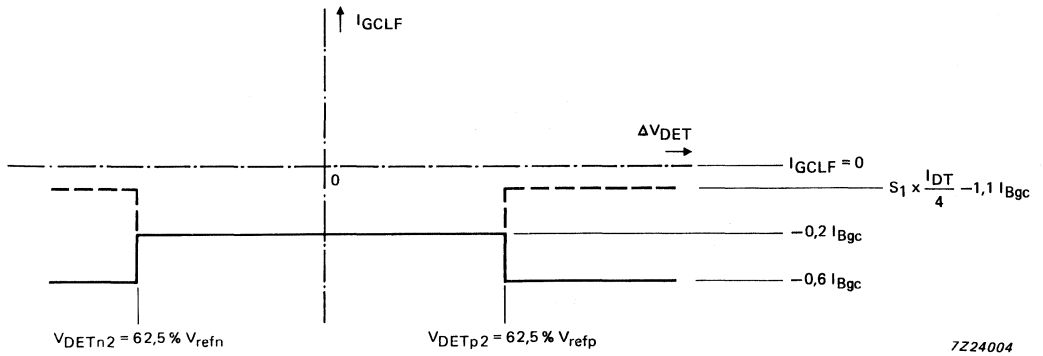 I_GCLF
ΔV_DET
I_GCLF = 0
0
S_1 x I_DT/4 -1,1 I_Bgc
-0,2 I_Bgc
-0,6 I_Bgc
V_DETn2 = 62,5 % V_refn
V_DETp2 = 62,5 % V_refp
7Z24004